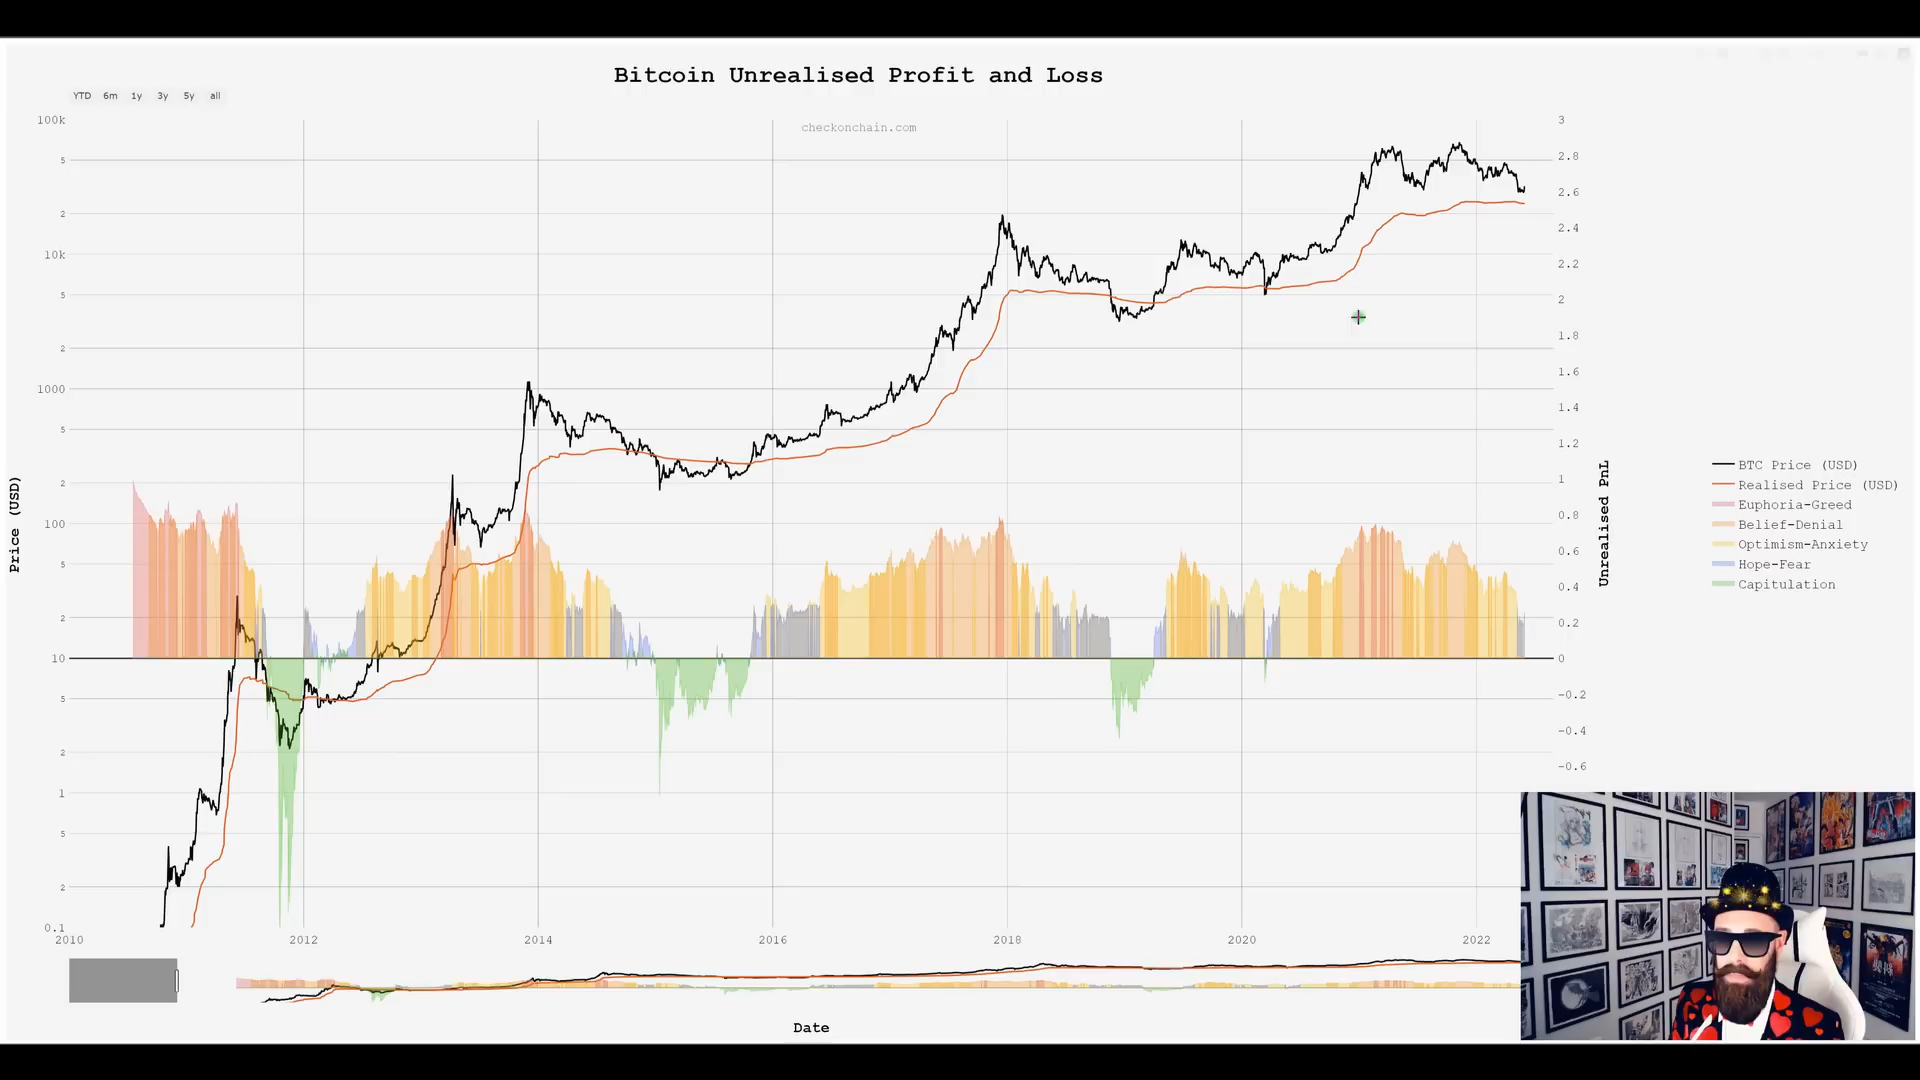 Bitcoin Unrealised Profit and Loss
YTD 6m 1y 3y 5y all
checkonchain.com
100k
5
2
10k
5
2
1000
5
2
100
5
2
10
5
2
1
5
2
0.1
Price (USD)
3
2.8
2.6
2.4
2.2
2
1.8
1.6
1.4
1.2
1
0.8
0.6
0.4
0.2
0
-0.2
-0.4
-0.6
Unrealised PnL
BTC Price (USD)
Realised Price (USD)
Euphoria-Greed
Belief-Denial
Optimism-Anxiety
Hope-Fear
Capitulation
2010 2012 2014 2016 2018 2020 2022
Date